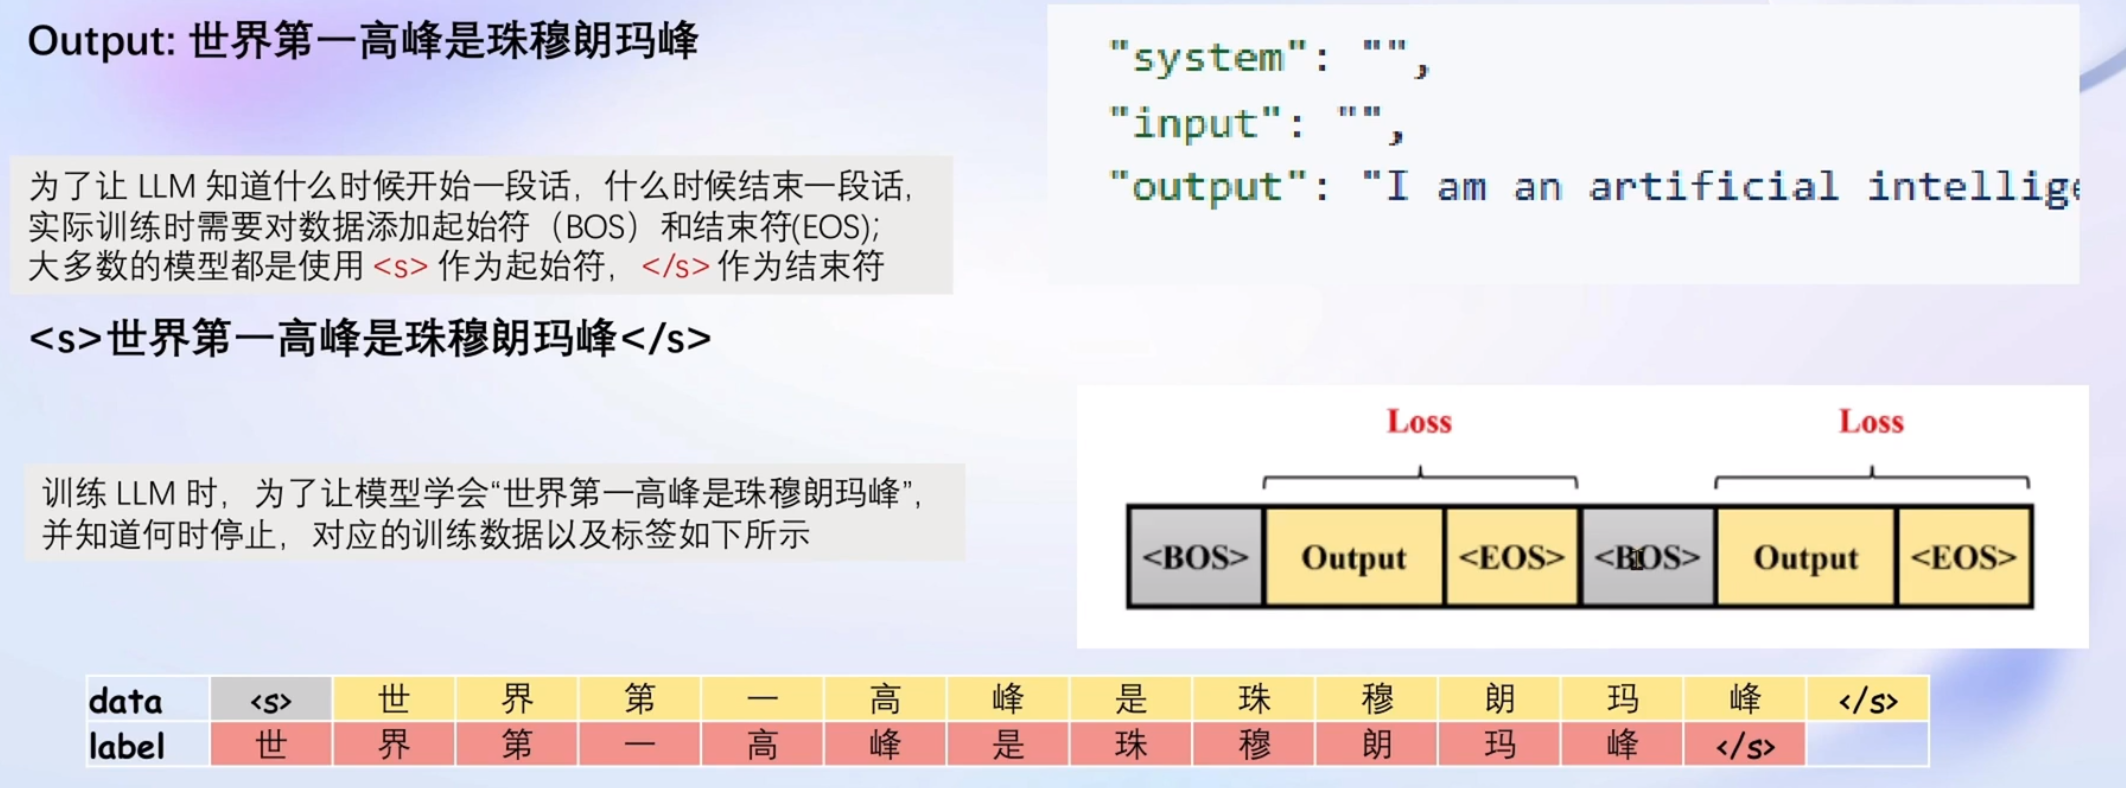 Output: 世界第一高峰是珠穆朗玛峰
"system": "",
"input": "",
"output": "I am an artificial intellige
为了让 LLM 知道什么时候开始一段话，什么时候结束一段话,
实际训练时需要对数据添加起始符（BOS）和结束符(EOS);
大多数的模型都是使用 <s> 作为起始符，</s> 作为结束符
<s>世界第一高峰是珠穆朗玛峰</s>
训练 LLM 时，为了让模型学会“世界第一高峰是珠穆朗玛峰”,
并知道何时停止，对应的训练数据以及标签如下所示
Loss Loss
<BOS> Output <EOS> <BOS> Output <EOS>
data <s> 世 界 第 一 高 峰 是 珠 穆 朗 玛 峰 </s>
label 世 界 第 一 高 峰 是 珠 穆 朗 玛 峰 </s>